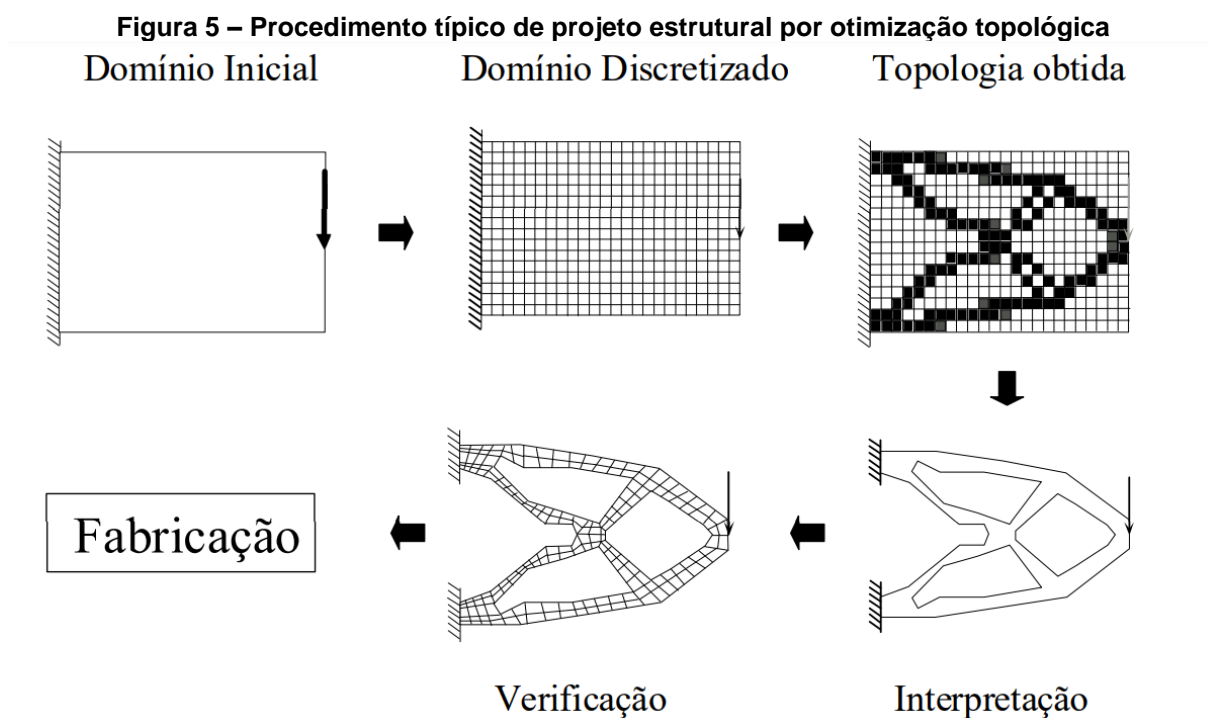 Figura 5 – Procedimento típico de projeto estrutural por otimização topológica
Domínio Inicial
Domínio Discretizado
Topologia obtida
Fabricação
Verificação
Interpretação